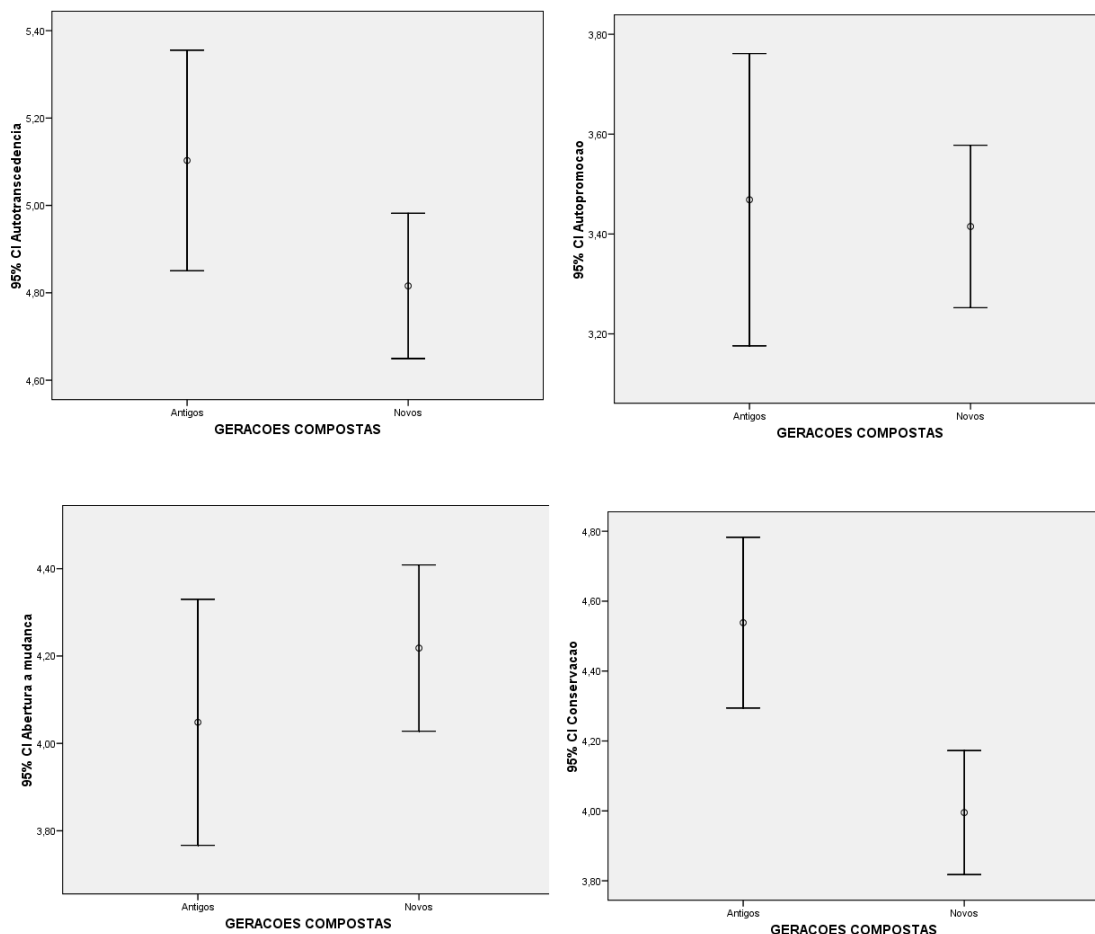 95% CI Autotranscedencia
5,40
5,20
5,00
4,80
4,60
Antigos
Novos
GERACOES COMPOSTAS
95% CI Autopromocao
3,80
3,60
3,40
3,20
Antigos
Novos
GERACOES COMPOSTAS
95% CI Abertura a mudanca
4,40
4,20
4,00
3,80
Antigos
Novos
GERACOES COMPOSTAS
95% CI Conservacao
4,80
4,60
4,40
4,20
4,00
3,80
Antigos
Novos
GERACOES COMPOSTAS